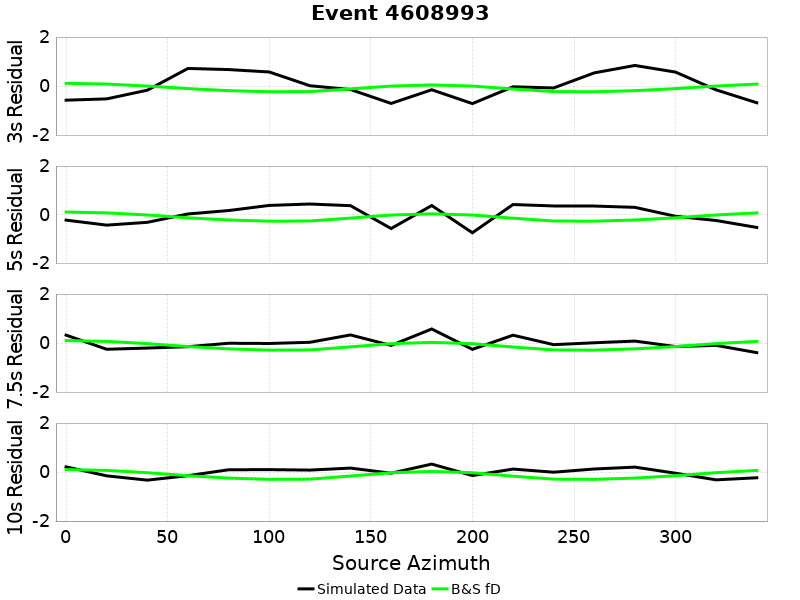 Event 4608993
3s Residual
2
0
-2
5s Residual
2
0
-2
7.5s Residual
2
0
-2
10s Residual
2
0
-2
0 50 100 150 200 250 300
Source Azimuth
Simulated Data B&S fD